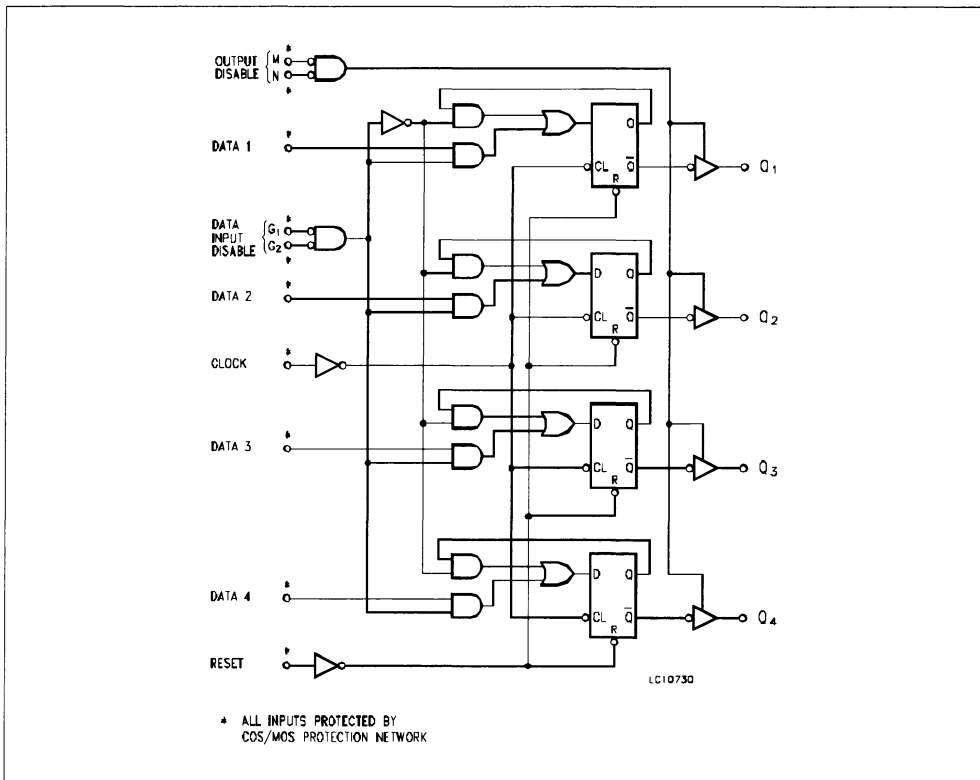 *
OUTPUT DISABLE { M
N
*
*
DATA 1
Q
CL Q̅
R
Q1
*
DATA INPUT DISABLE { G1
G2
*
*
DATA 2
D Q
CL Q̅
R
Q2
*
CLOCK
*
DATA 3
D Q
CL Q̅
R
Q3
*
DATA 4
D Q
CL Q̅
R
Q4
*
RESET
LC10730
* ALL INPUTS PROTECTED BY
COS/MOS PROTECTION NETWORK